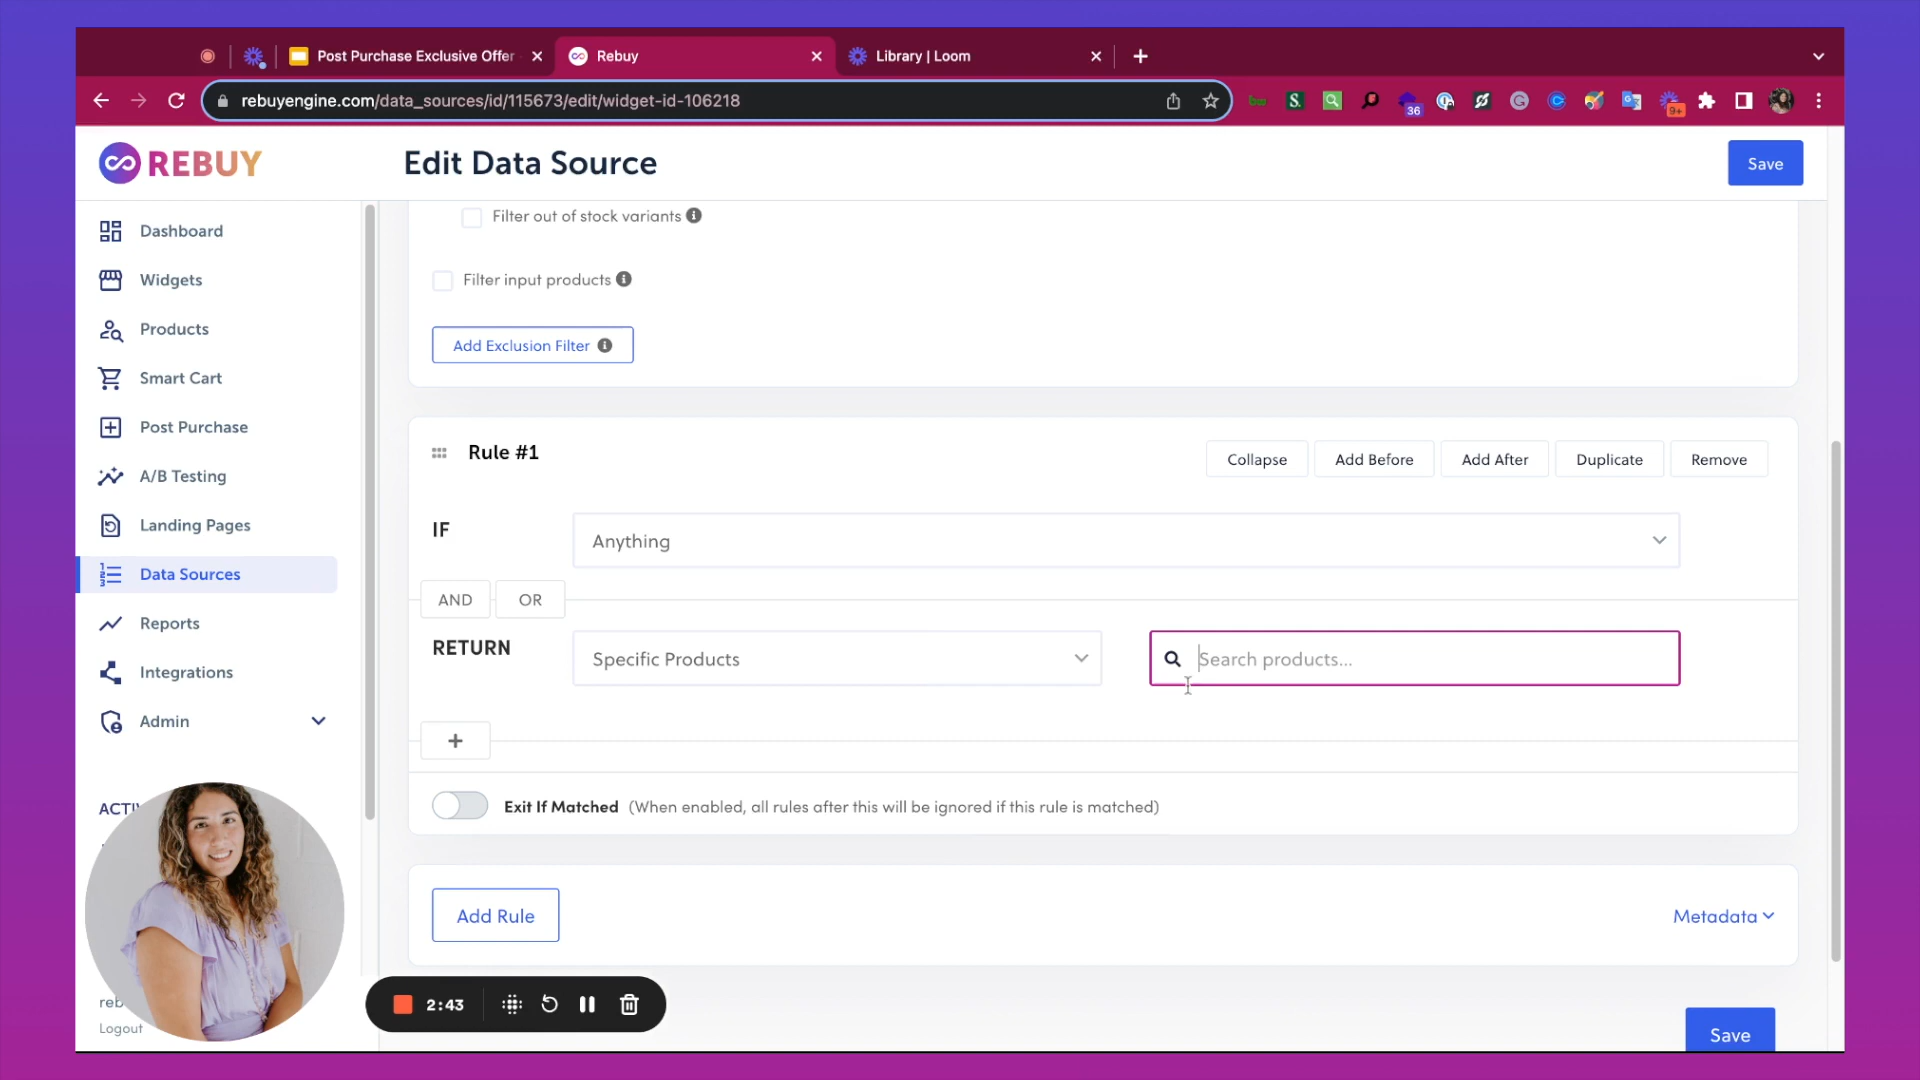 Post Purchase Exclusive Offer
Rebuy
Library | Loom
rebuyengine.com/data_sources/id/115673/edit/widget-id-106218
S.
36
9+
REBUY
Edit Data Source
Save
Dashboard
Widgets
Products
Smart Cart
Post Purchase
A/B Testing
Landing Pages
Data Sources
Reports
Integrations
Admin
Logout
Filter out of stock variants
Filter input products
Add Exclusion Filter
Rule #1
Collapse
Add Before
Add After
Duplicate
Remove
IF
Anything
AND
OR
RETURN
Specific Products
Search products...
+
Exit If Matched (When enabled, all rules after this will be ignored if this rule is matched)
Add Rule
Metadata
2:43
Save